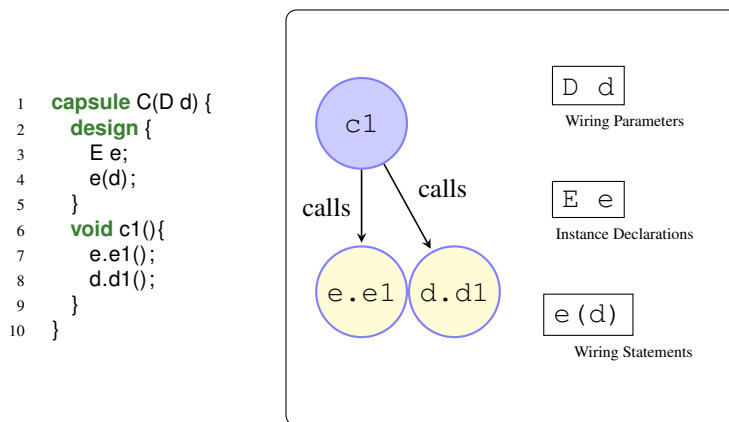 1 capsule C(D d) {
2 design {
3 E e;
4 e(d);
5 }
6 void c1(){
7 e.e1();
8 d.d1();
9 }
10 }
c1
calls
calls
e.e1
d.d1
D d
Wiring Parameters
E e
Instance Declarations
e(d)
Wiring Statements